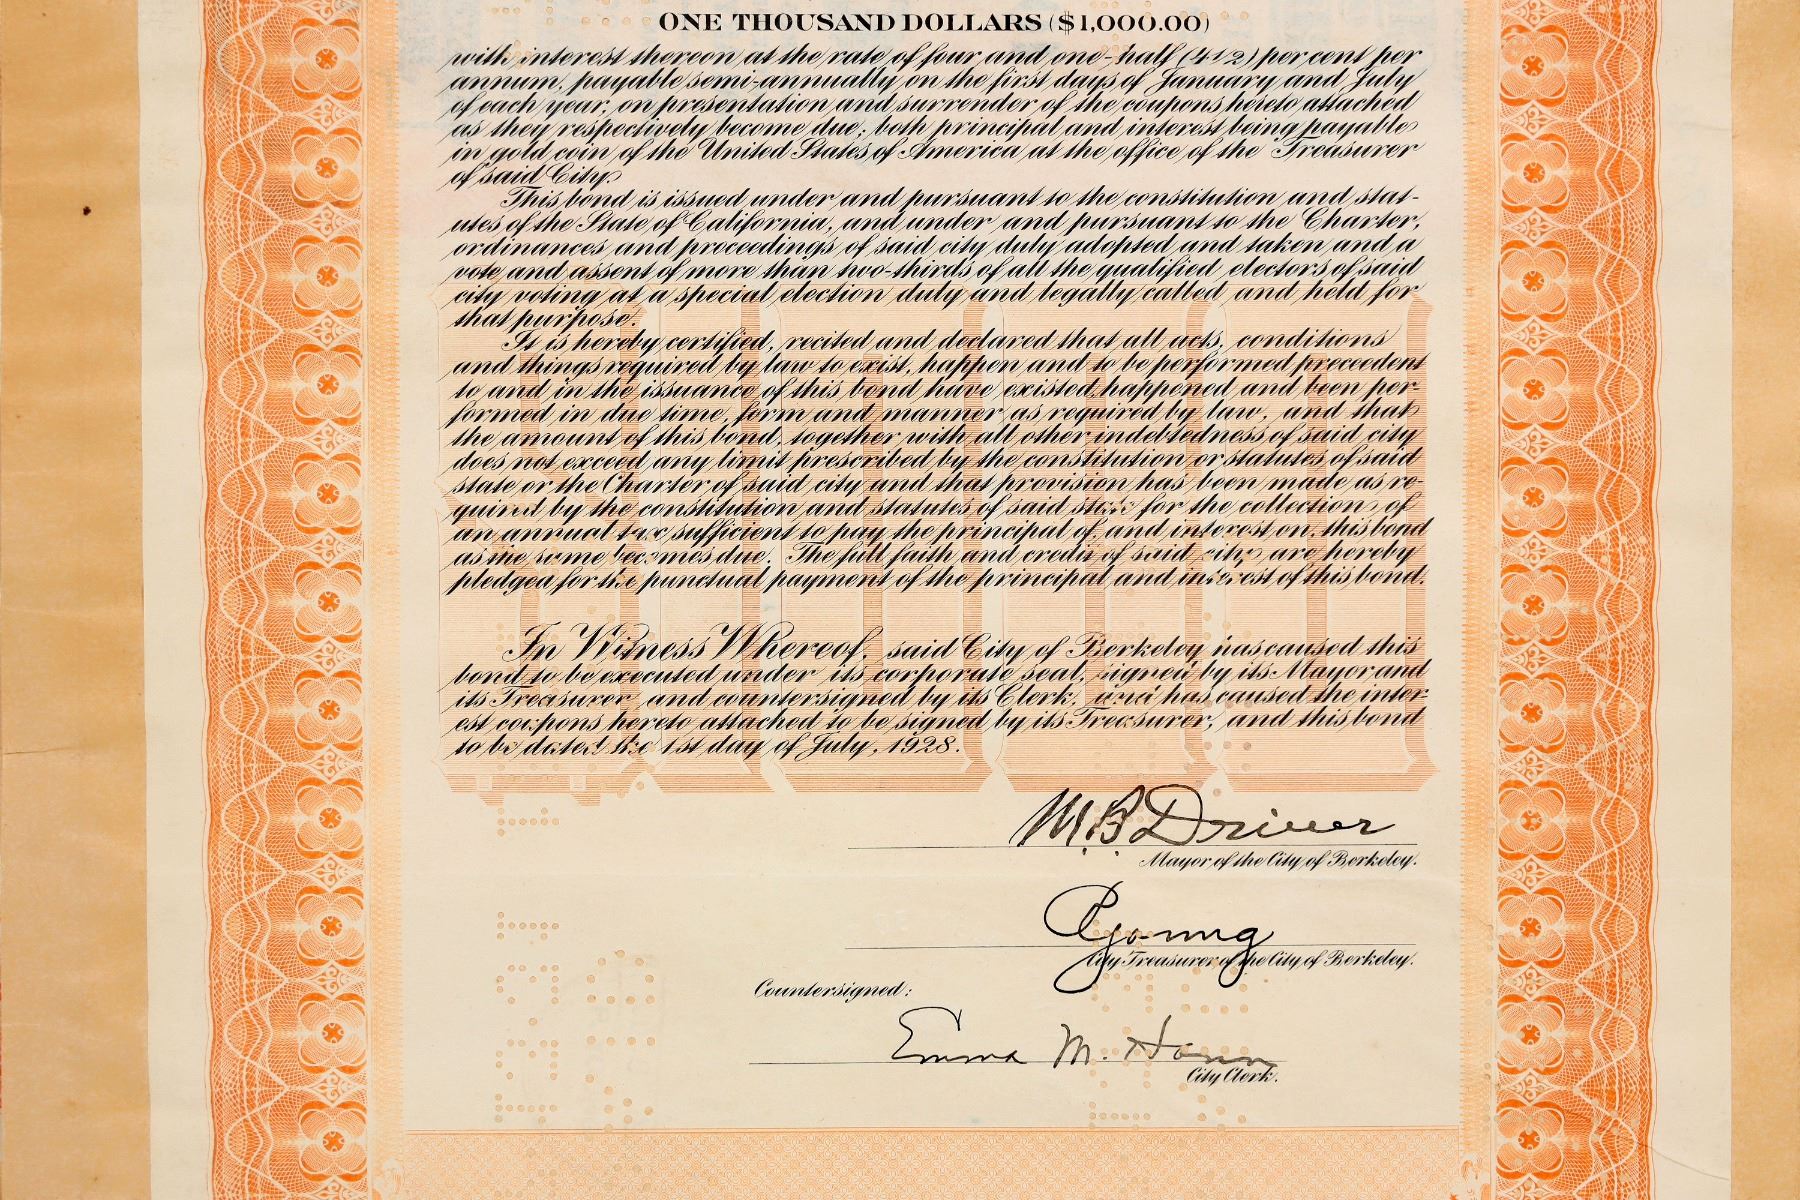 ONE THOUSAND DOLLARS ($1,000.00)
with interest thereon at the rate of four and one-half (4 1/2) per cent per
annum, payable semi-annually on the first days of January and July
of each year, on presentation and surrender of the coupons hereto attached
as they respectively become due; both principal and interest being payable
in gold coin of the United States of America at the office of the Treasurer
of said City.
This bond is issued under and pursuant to the constitution and stat-
utes of the State of California, and under and pursuant to the Charter,
ordinances and proceedings of said city duly adopted and taken and a
vote and assent of more than two-thirds of all the qualified electors of said
city voting at a special election duly and legally called and held for
that purpose.
It is hereby certified, recited and declared that all acts, conditions
and things required by law to exist, happen and to be performed preceedent
to and in the issuance of this bond have existed, happened and been per-
formed in due time, form and manner as required by law, and that
the amount of this bond, together with all other indebtedness of said city
does not exceed any limit prescribed by the constitution or statutes of said
state or the Charter of said city and that provision has been made as re-
quired by the constitution and statutes of said state for the collection of
an annual tax sufficient to pay the principal of, and interest on, this bond
as the same becomes due. The full faith and credit of said city are hereby
pledged for the punctual payment of the principal and interest of this bond.
In Witness Whereof, said City of Berkeley has caused this
bond to be executed under its corporate seal, signed by its Mayor and
its Treasurer and countersigned by its Clerk, and has caused the inter-
est coupons hereto attached to be signed by its Treasurer, and this bond
to be dated the 1st day of July, 1928.
M.B. Driver
Mayor of the City of Berkeley.
Young
City Treasurer of the City of Berkeley.
Countersigned:
Emma M. Hann
City Clerk.